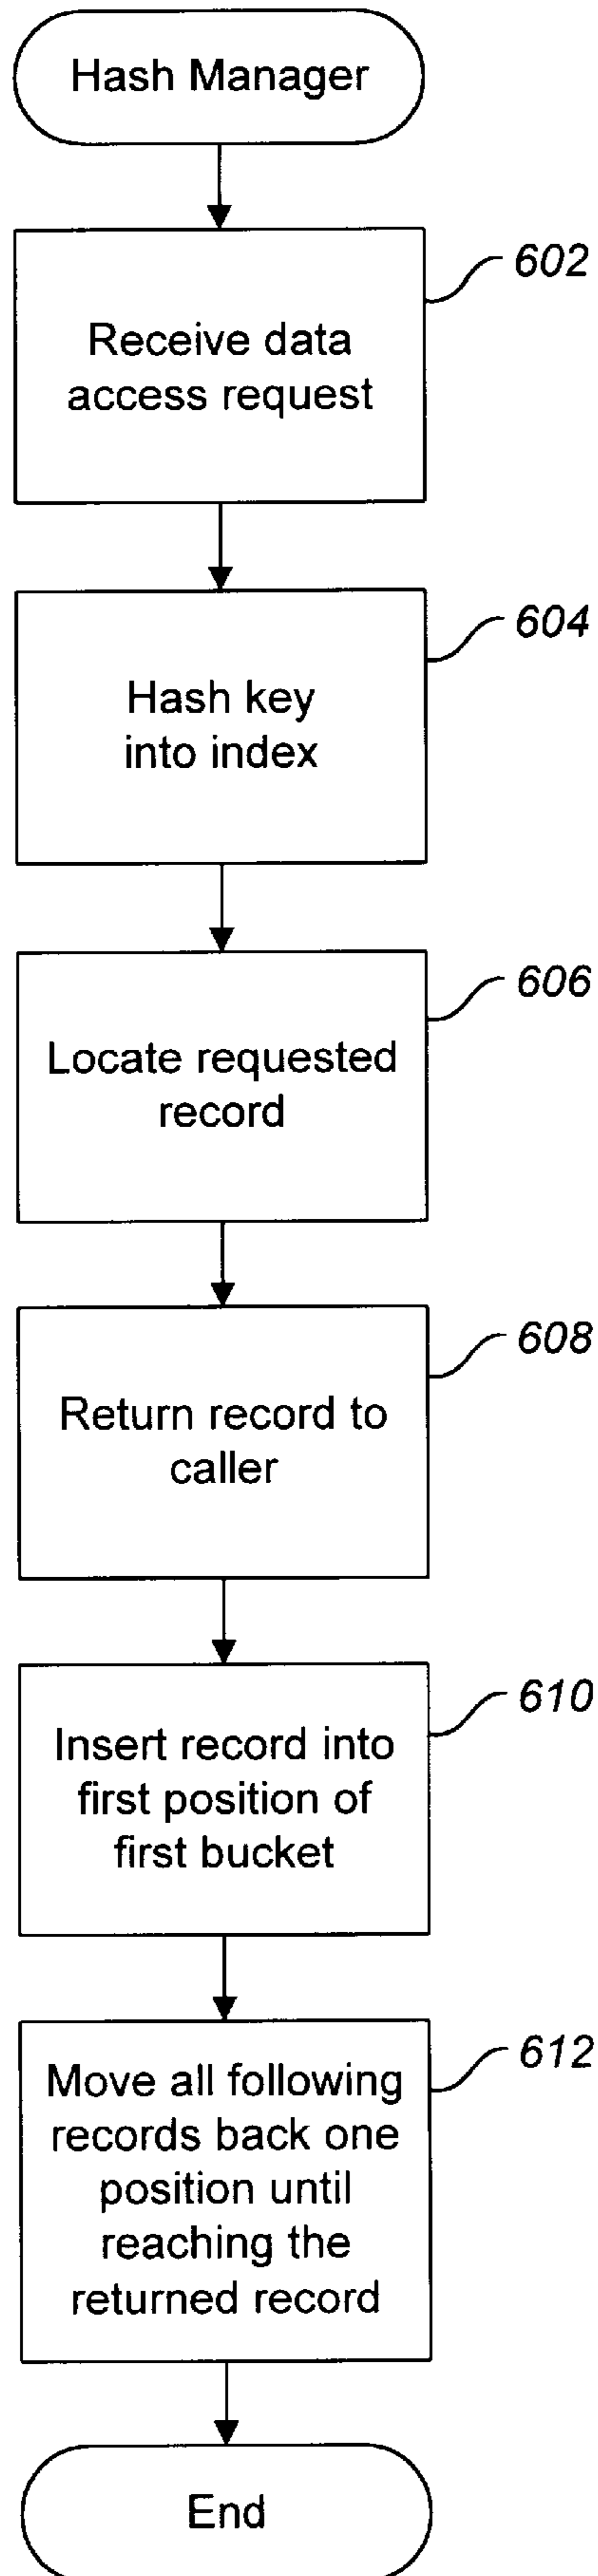 Hash Manager
602
Receive data
access request
604
Hash key
into index
606
Locate requested
record
608
Return record to
caller
610
Insert record into
first position of
first bucket
612
Move all following
records back one
position until
reaching the
returned record
End